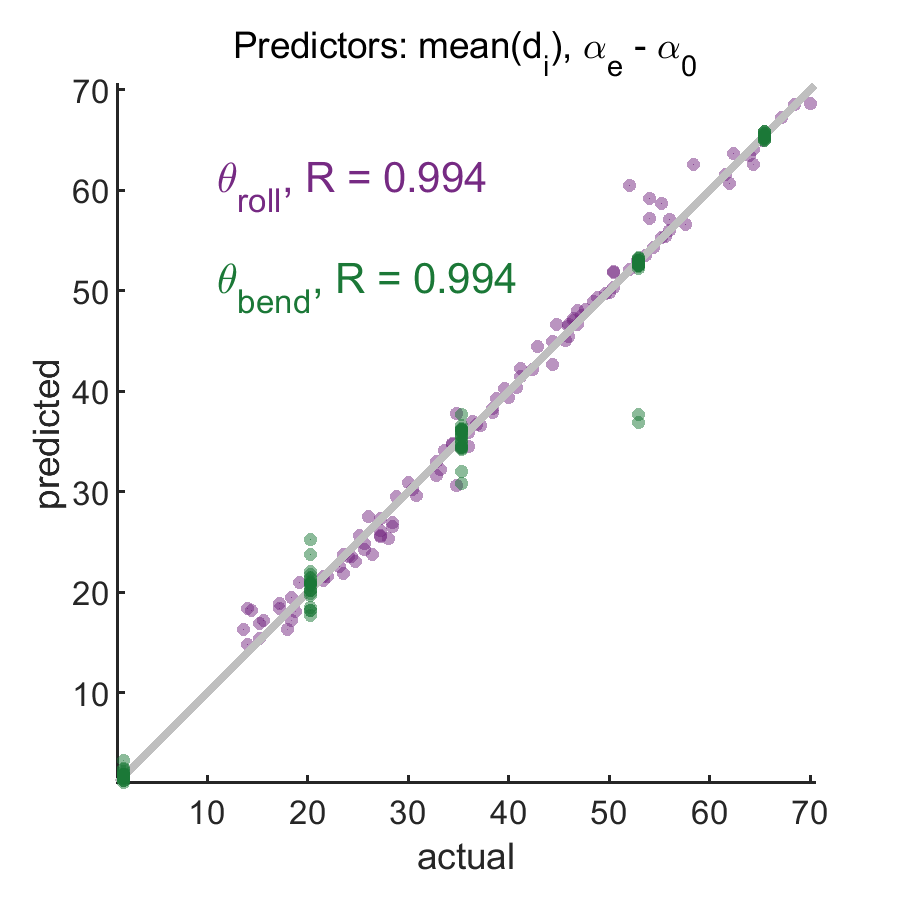 Predictors: mean(d_i), α_e - α_0
70
60
50
40
30
20
10
θ_roll, R = 0.994
θ_bend, R = 0.994
predicted
10 20 30 40 50 60 70
actual